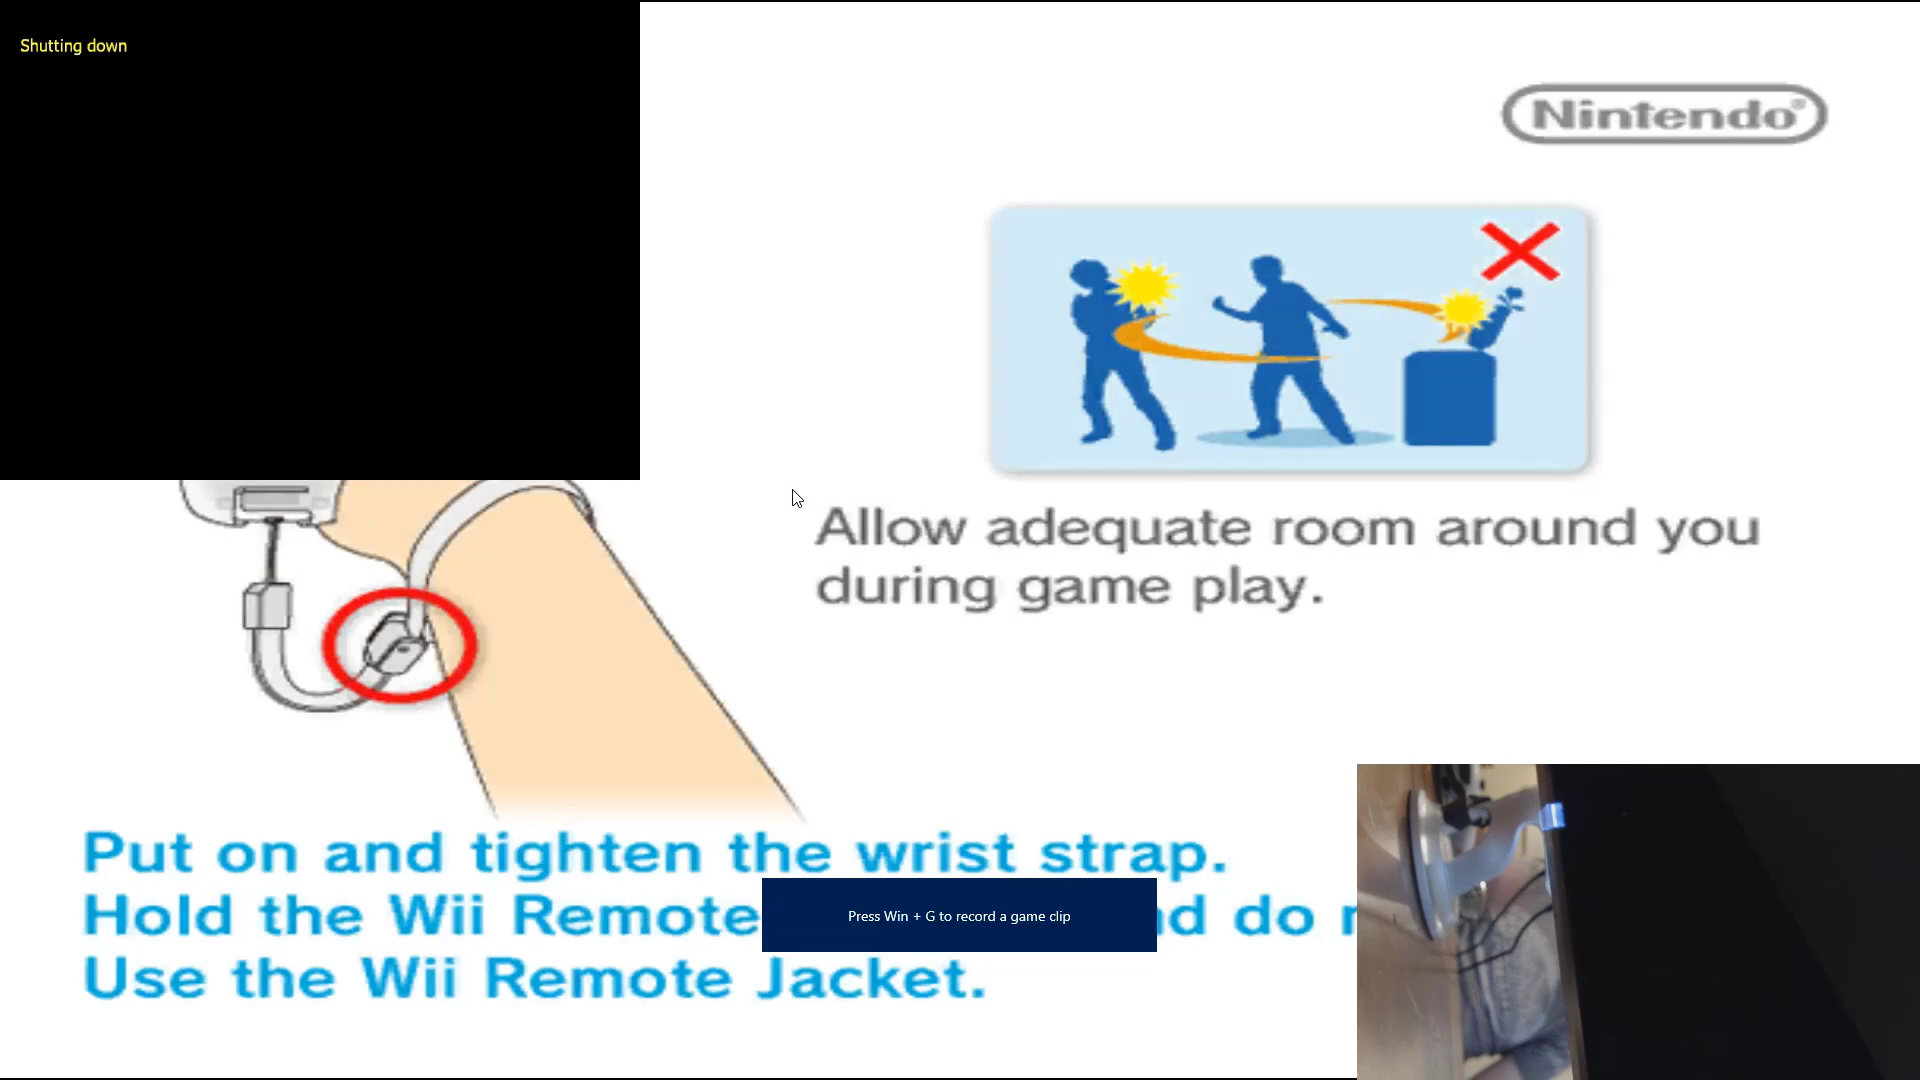 Shutting down
Nintendo®
Allow adequate room around you
during game play.
Put on and tighten the wrist strap.
Hold the Wii Remote nd do
Press Win + G to record a game clip
Use the Wii Remote Jacket.